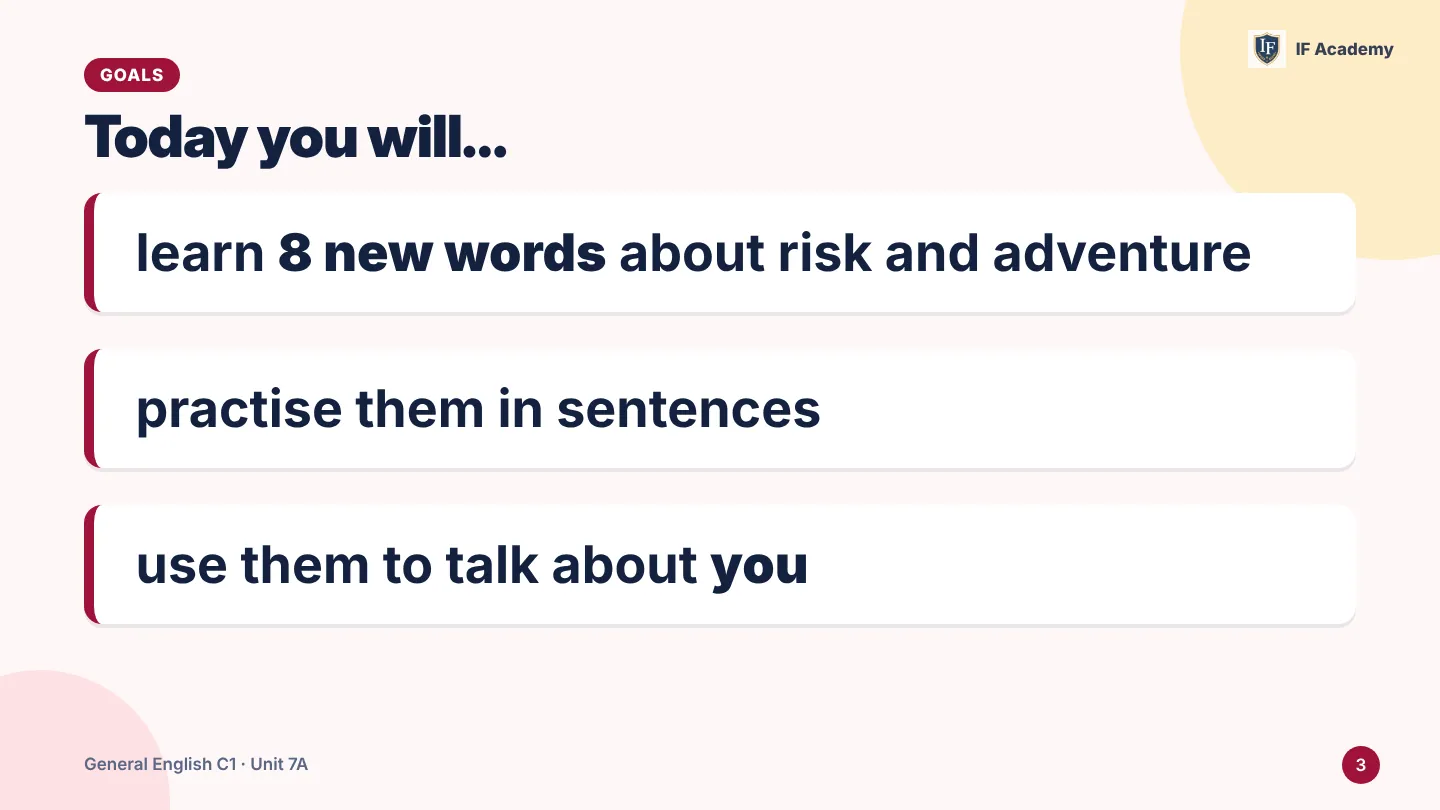 IF
IF Academy
GOALS
Today you will...
learn 8 new words about risk and adventure
practise them in sentences
use them to talk about you
General English C1 · Unit 7A
3